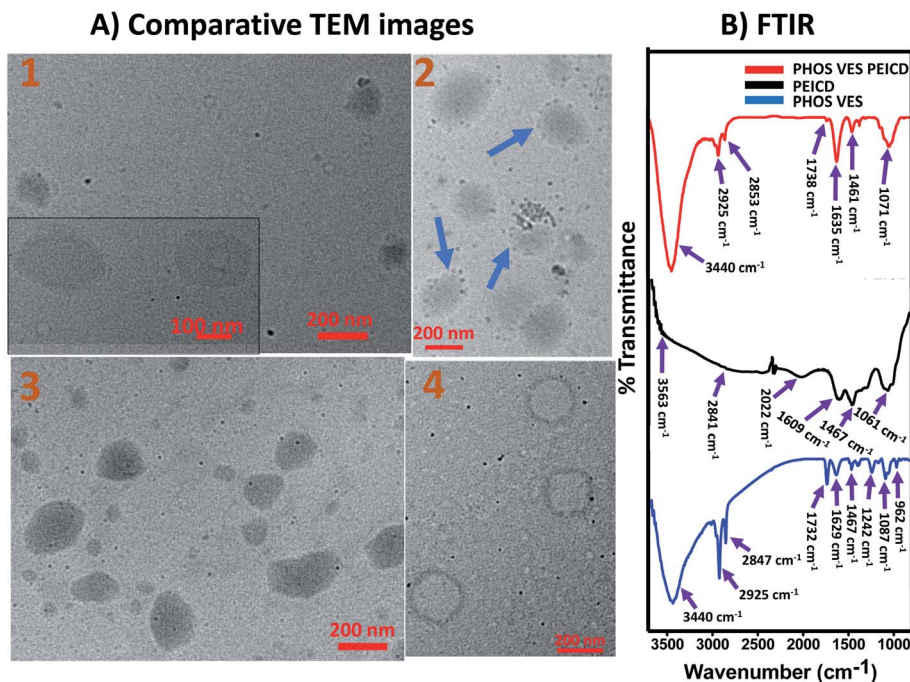 A) Comparative TEM images
1
100 nm
200 nm
2
200 nm
3
200 nm
4
200 nm
B) FTIR
PHOS VES PEICD
PEICD
PHOS VES
% Transmittance
3440 cm-1
2925 cm-1
2853 cm-1
1738 cm-1
1635 cm-1
1461 cm-1
1071 cm-1
3563 cm-1
2841 cm-1
2022 cm-1
1609 cm-1
1467 cm-1
1061 cm-1
3440 cm-1
2925 cm-1
2847 cm-1
1732 cm-1
1629 cm-1
1467 cm-1
1242 cm-1
1087 cm-1
962 cm-1
3500 3000 2500 2000 1500 1000
Wavenumber (cm-1)